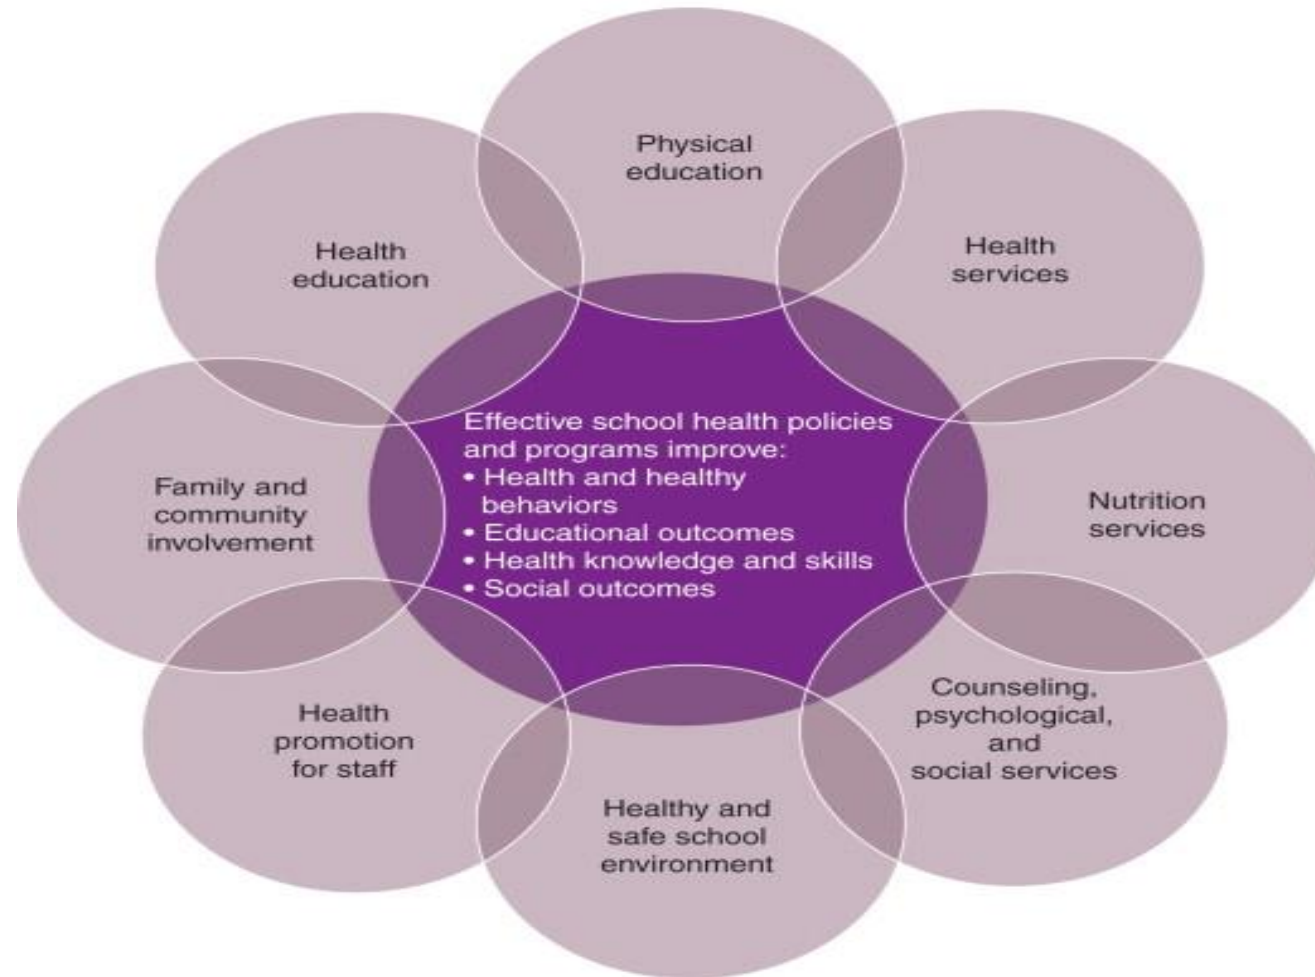 Physical
education
Health
services
Nutrition
services
Counseling,
psychological,
and
social services
Healthy and
safe school
environment
Health
promotion
for staff
Family and
community
involvement
Health
education
Effective school health policies
and programs improve:
• Health and healthy
behaviors
• Educational outcomes
• Health knowledge and skills
• Social outcomes